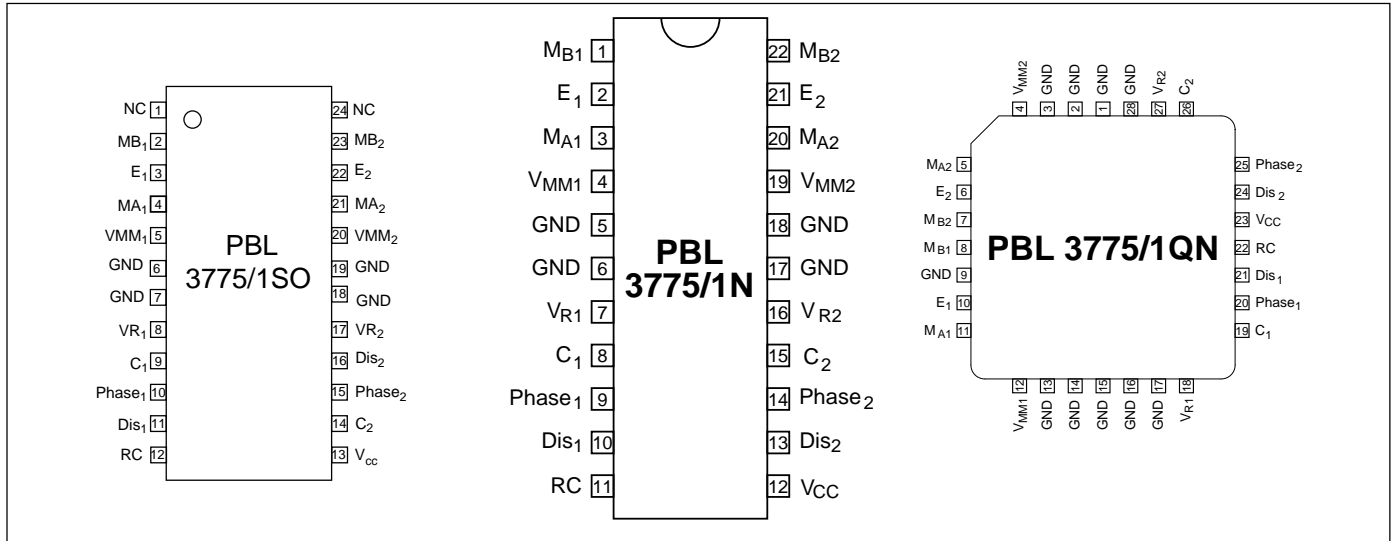 NC 1
MB1 2
E1 3
MA1 4
VMM1 5
GND 6
GND 7
VR1 8
C1 9
Phase1 10
Dis1 11
RC 12
PBL
3775/1SO
24 NC
23 MB2
22 E2
21 MA2
20 VMM2
19 GND
18 GND
17 VR2
16 Dis2
15 Phase2
14 C2
13 Vcc
MB1 1
E1 2
MA1 3
VMM1 4
GND 5
GND 6
VR1 7
C1 8
Phase1 9
Dis1 10
RC 11
PBL
3775/1N
22 MB2
21 E2
20 MA2
19 VMM2
18 GND
17 GND
16 VR2
15 C2
14 Phase2
13 Dis2
12 VCC
VMM2 GND GND GND GND VR2 C2
4 3 2 1 28 27 26
MA2 5
E2 6
MB2 7
MB1 8
GND 9
E1 10
MA1 11
PBL 3775/1QN
25 Phase2
24 Dis2
23 VCC
22 RC
21 Dis1
20 Phase1
19 C1
12 13 14 15 16 17 18
VMM1 GND GND GND GND GND VR1